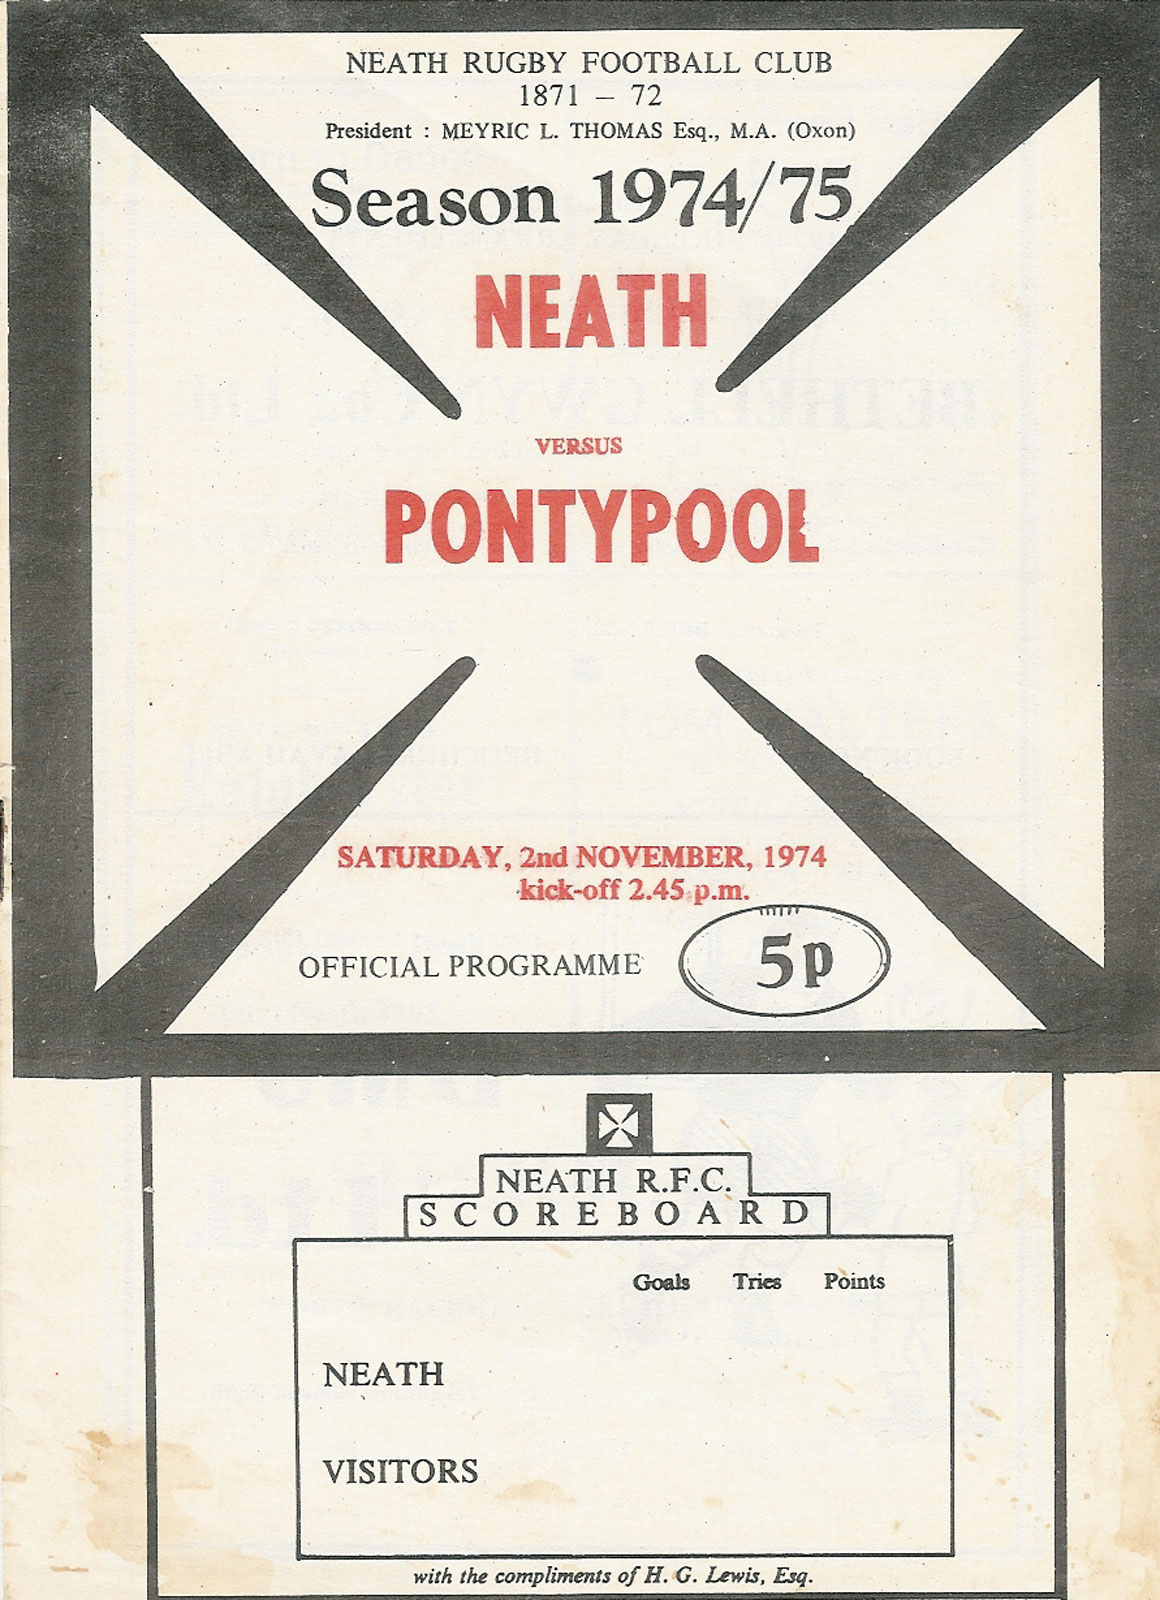 NEATH RUGBY FOOTBALL CLUB
1871 – 72
President : MEYRIC L. THOMAS Esq., M.A. (Oxon)
Season 1974/75
NEATH
VERSUS
PONTYPOOL
SATURDAY, 2nd NOVEMBER, 1974
kick-off 2.45 p.m.
OFFICIAL PROGRAMME 5p
NEATH R.F.C.
SCOREBOARD
Goals Tries Points
NEATH
VISITORS
with the compliments of H. G. Lewis, Esq.